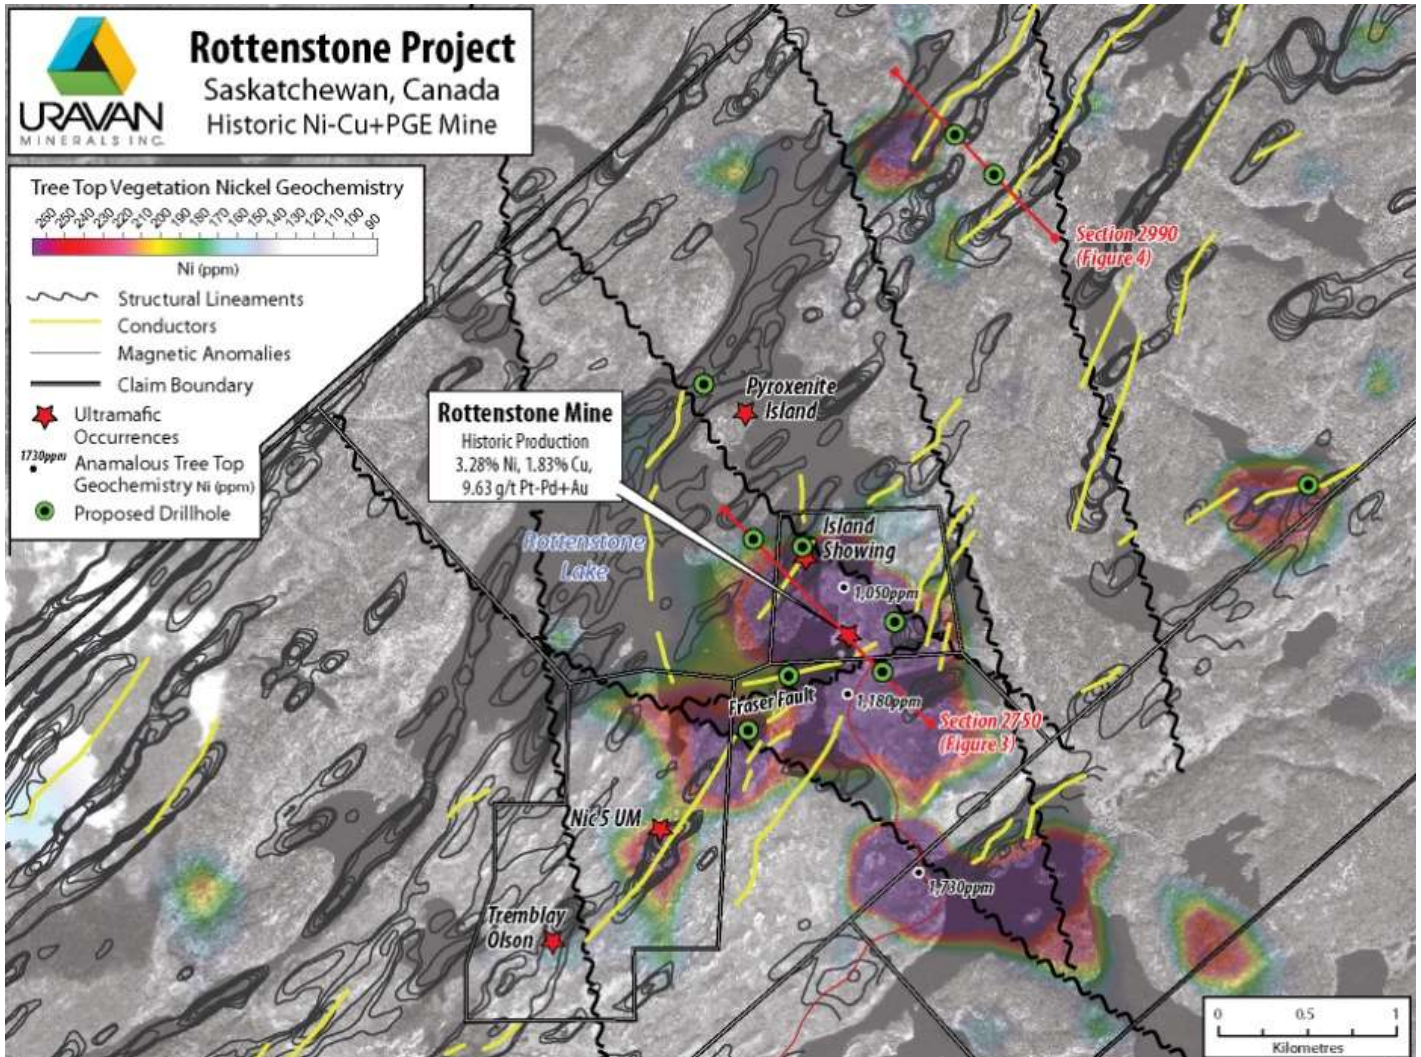 URAVAN
MINERALS INC.
Rottenstone Project
Saskatchewan, Canada
Historic Ni-Cu+PGE Mine
Tree Top Vegetation Nickel Geochemistry
260 250 240 230 220 210 200 190 180 170 160 150 140 130 120 110 100 90
Ni (ppm)
Structural Lineaments
Conductors
Magnetic Anomalies
Claim Boundary
Ultramafic
Occurrences
1730ppm
Anamalous Tree Top
Geochemistry Ni (ppm)
Proposed Drillhole
Section 2990
(Figure 4)
Pyroxenite
Island
Rottenstone Mine
Historic Production
3.28% Ni, 1.83% Cu,
9.63 g/t Pt-Pd+Au
Rottenstone
Lake
Island
Showing
1,050ppm
Fraser Fault
1,180ppm
Section 2750
(Figure 3)
Nic 5 UM
1,730ppm
Tremblay
Olson
0 0.5 1
Kilometres